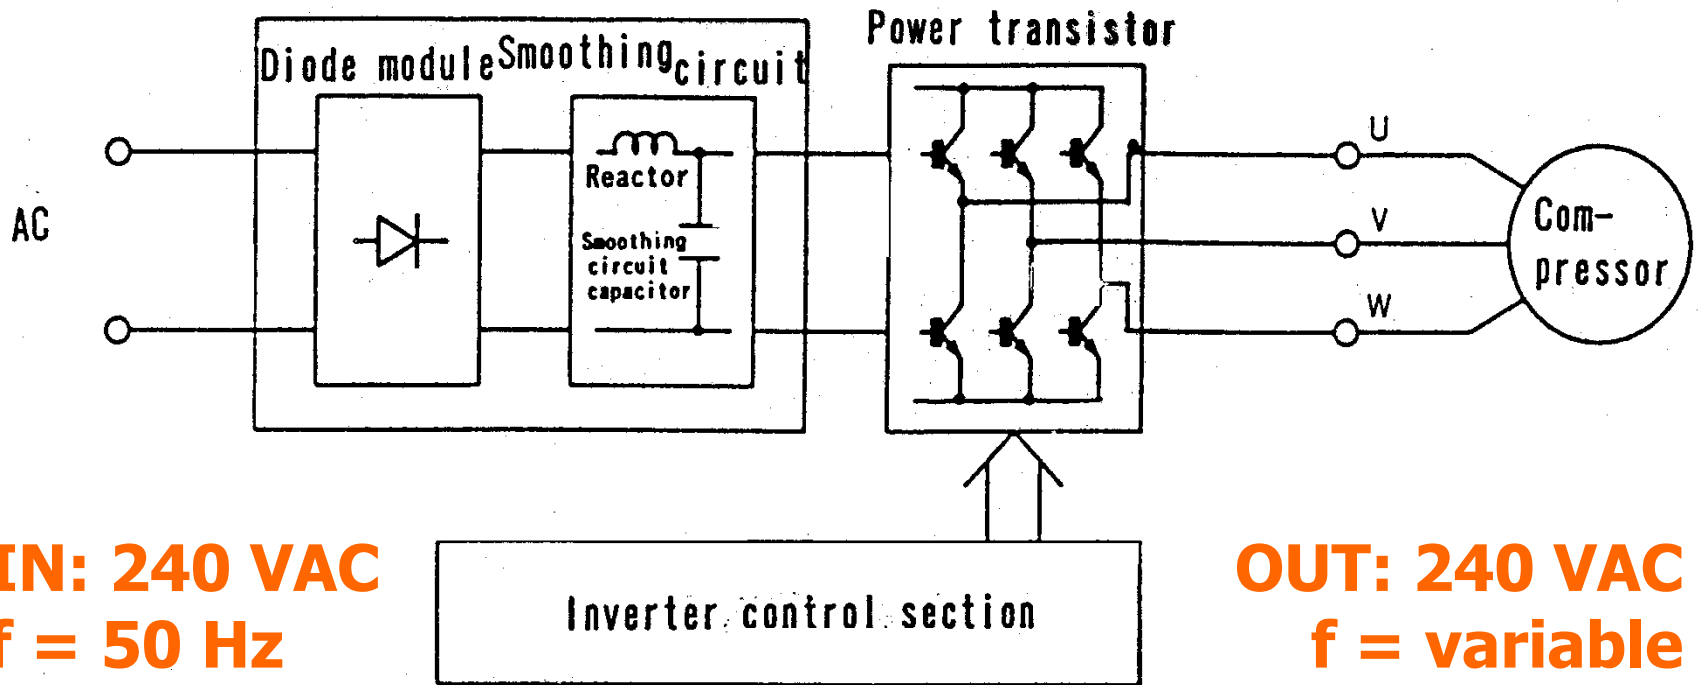 Power transistor
Diode module Smoothing circuit
Reactor
Smoothing
circuit
capacitor
AC
U
V
W
Com-
pressor
IN: 240 VAC
f = 50 Hz
Inverter control section
OUT: 240 VAC
f = variable